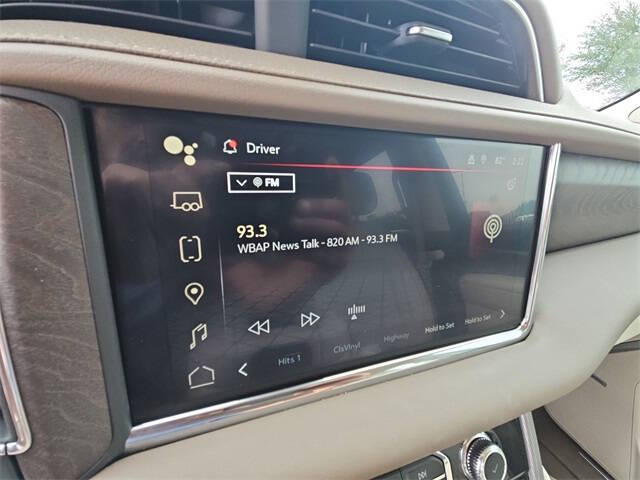 Driver
82°
FM
93.3
WBAP News Talk - 820 AM - 93.3 FM
Hits 1
ClsVinyl
Highway
Hold to Set
Hold to Set